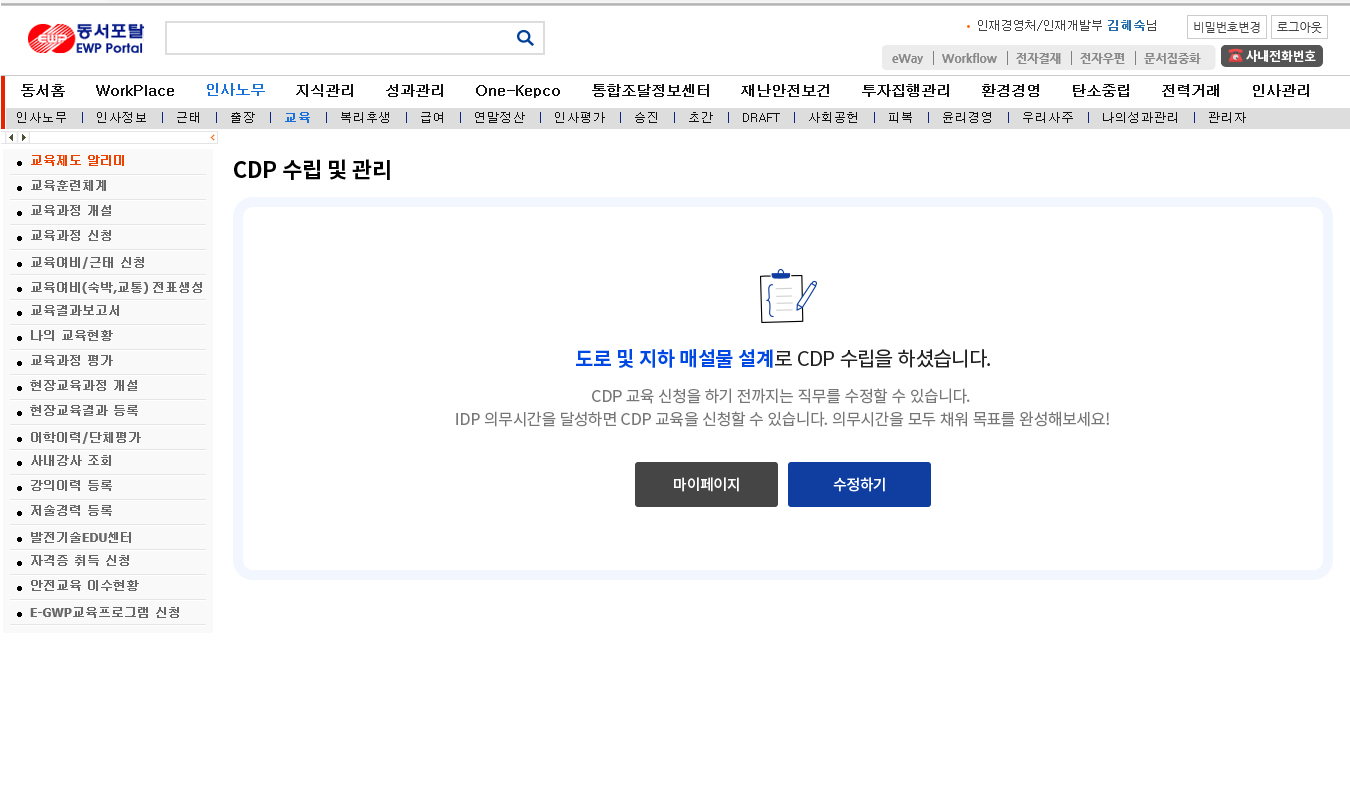 동서포탈
EWP
EWP Portal
인재경영처/인재개발부 김혜숙님
비밀번호변경 로그아웃
eWay Workflow 전자결재 전자우편 문서집중화 사내전화번호
동서홈 WorkPlace 인사노무 지식관리 성과관리 One-Kepco 통합조달정보센터 재난안전보건 투자집행관리 환경경영 탄소중립 전력거래 인사관리
인사노무 인사정보 근태 출장 교육 복리후생 급여 연말정산 인사평가 승진 초간 DRAFT 사회공헌 피복 윤리경영 우리사주 나의성과관리 관리자
교육제도 알리미
교육훈련체계
교육과정 개설
교육과정 신청
교육여비/근태 신청
교육여비(숙박,교통) 전표생성
교육결과보고서
나의 교육현황
교육과정 평가
현장교육과정 개설
현장교육결과 등록
어학이력/단체평가
사내강사 조회
강의이력 등록
저술경력 등록
발전기술EDU센터
자격증 취득 신청
안전교육 이수현황
E-GWP교육프로그램 신청
CDP 수립 및 관리
도로 및 지하 매설물 설계로 CDP 수립을 하셨습니다.
CDP 교육 신청을 하기 전까지는 직무를 수정할 수 있습니다.
IDP 의무시간을 달성하면 CDP 교육을 신청할 수 있습니다. 의무시간을 모두 채워 목표를 완성해보세요!
마이페이지 수정하기